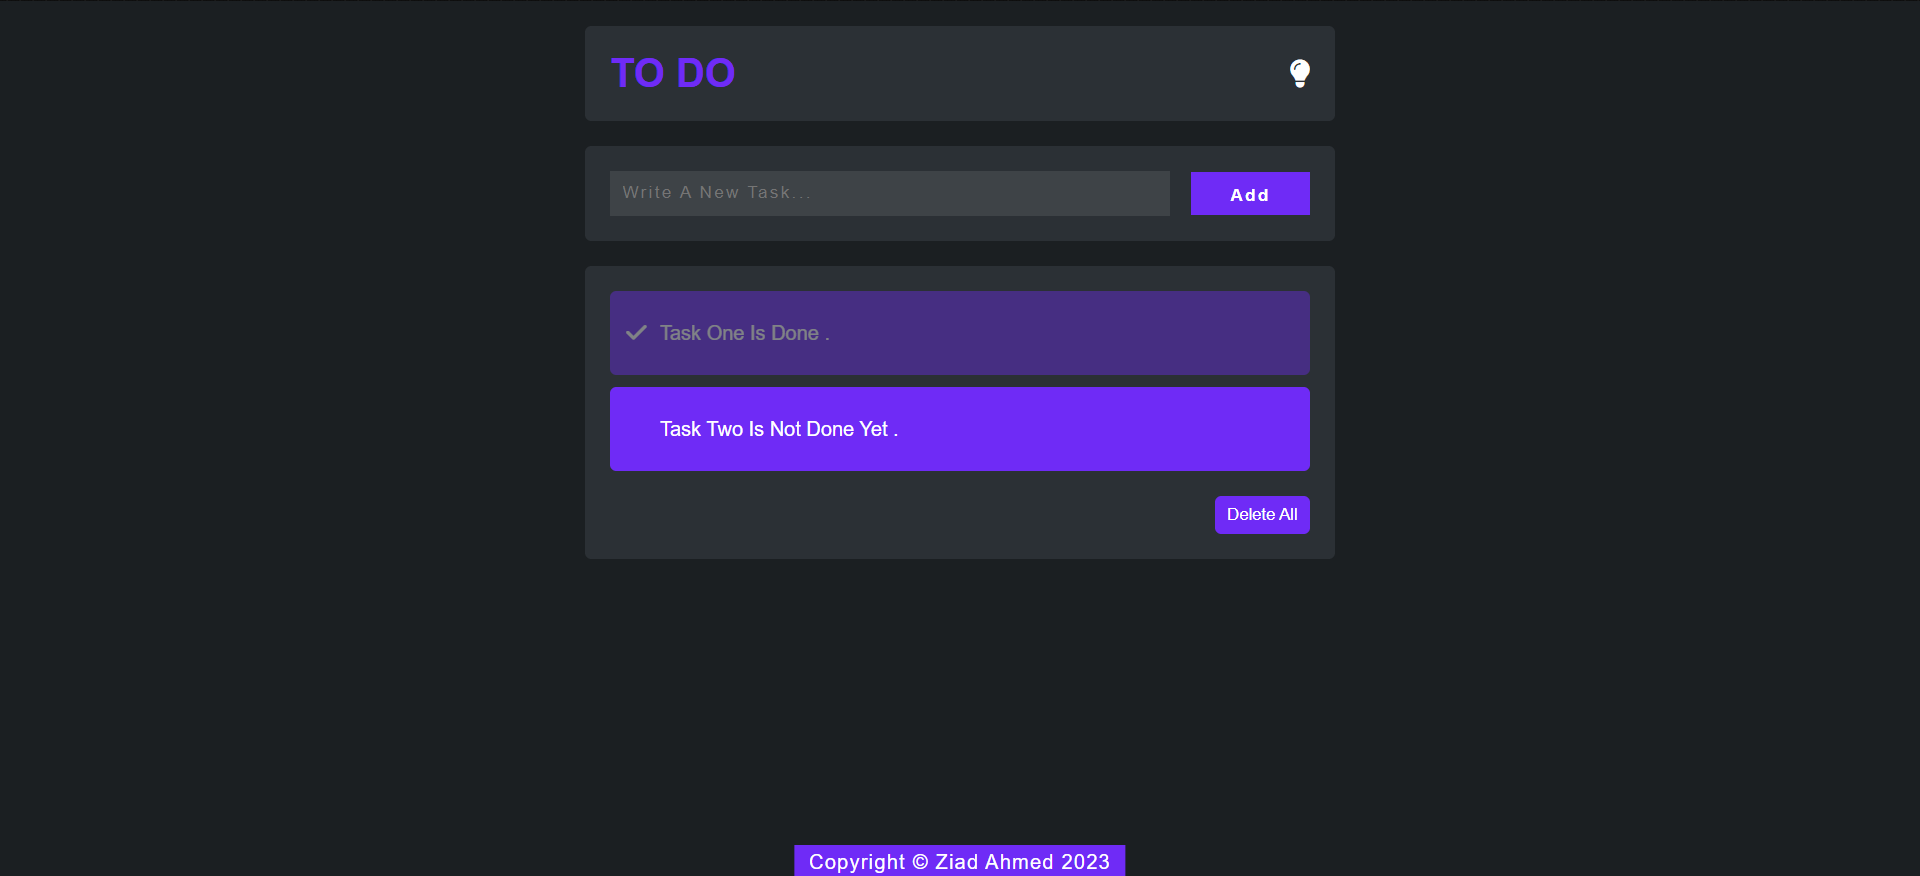 TO DO
Write A New Task...
Add
Task One Is Done .
Task Two Is Not Done Yet .
Delete All
Copyright © Ziad Ahmed 2023